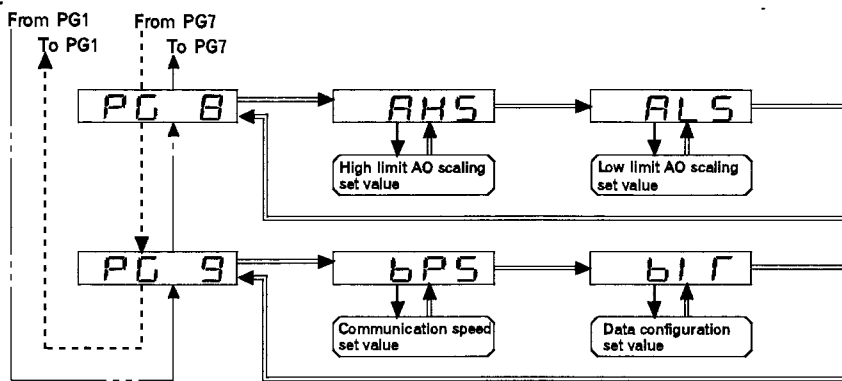 From PG1
From PG7
To PG1
To PG7
PG 8
AHS
ALS
High limit AO scaling
set value
Low limit AO scaling
set value
PG 9
bPS
bIT
Communication speed
set value
Data configuration
set value